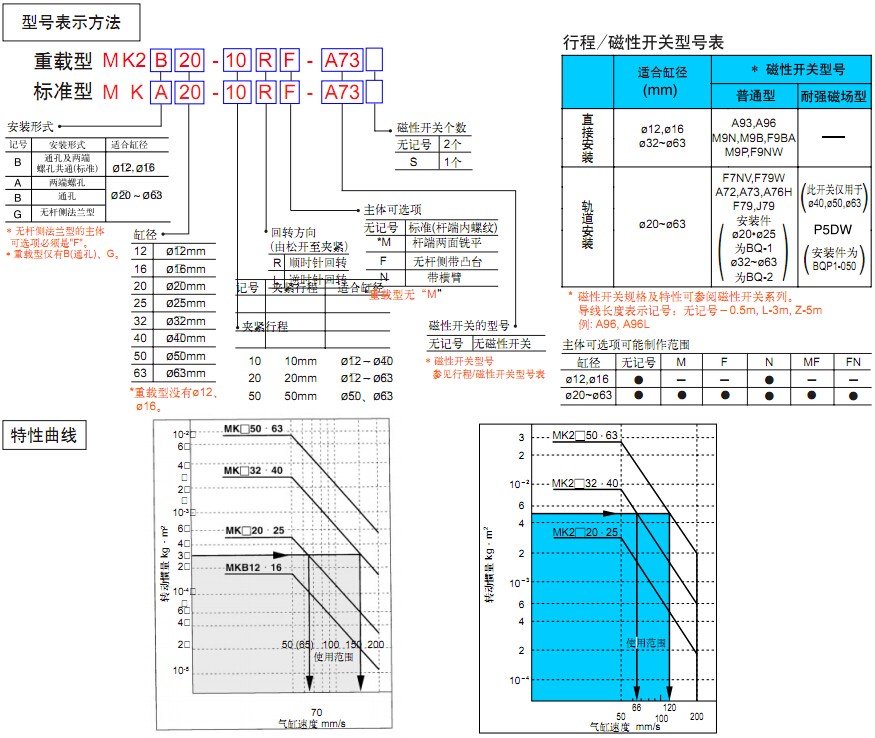 型号表示方法
重载型 MK2 B 20 - 10 R F - A73
标准型 M K A 20 - 10 R F - A73
安装形式
记号 安装形式 适合缸径
B 通孔及两端螺孔共通(标准) ø12, ø16
A 两端螺孔
B 通孔 ø20～ø63
G 无杆侧法兰型
* 无杆侧法兰型的主体
可选项必须是"F"。
* 重载型仅有B(通孔)、G。
缸径
12 ø12mm
16 ø16mm
20 ø20mm
25 ø25mm
32 ø32mm
40 ø40mm
50 ø50mm
63 ø63mm
*重载型没有ø12、
ø16。
回转方向
(由松开至夹紧)
R 顺时针回转
L 逆时针回转
记号 夹紧行程 适合缸径
夹紧行程
10 10mm ø12～ø40
20 20mm ø12～ø63
50 50mm ø50、ø63
磁性开关个数
无记号 2个
S 1个
主体可选项
无记号 标准(杆端内螺纹)
*M 杆端两面铣平
F 无杆侧带凸台
N 带横臂
*重载型无“M”
磁性开关的型号
无记号 无磁性开关
* 磁性开关型号
参见行程/磁性开关型号表
行程/磁性开关型号表
适合缸径
(mm)
* 磁性开关型号
普通型 耐强磁场型
直接安装
ø12,ø16
ø32~ø63
A93,A96
M9N,M9B,F9BA
M9P,F9NW
—
轨道安装
ø20~ø63
F7NV,F79W
A72,A73,A76H
F79,J79
安装件
ø20•ø25
为BQ-1
ø32~ø63
为BQ-2
(此开关仅用于
ø40,ø50,ø63)
P5DW
(安装件为
BQP1-050)
* 磁性开关规格及特性可参阅磁性开关系列。
导线长度表示记号: 无记号－0.5m, L-3m, Z-5m
例: A96, A96L
主体可选项可能制作范围
缸径 无记号 M F N MF FN
ø12,ø16 ● – – ● – –
ø20~ø63 ● ● ● ● ● ●
特性曲线
转动惯量 kg · m²
10-2□
6□
4□
2□
10-3□
6□
4□
3□
2□
10-4□
6□
4□
2□
10-5
MK□50 · 63
MK□32 · 40
MK□20 · 25
MKB12 · 16
50 (65) 100 150 200
使用范围
70
气缸速度 mm/s
转动惯量 kg · m²
3
2
10-2
6
4
2
10-3
6
4
2
10-4
MK2□50 · 63
MK2□32 · 40
MK2□20 · 25
使用范围
66 120
50 100 200
气缸速度 mm/s